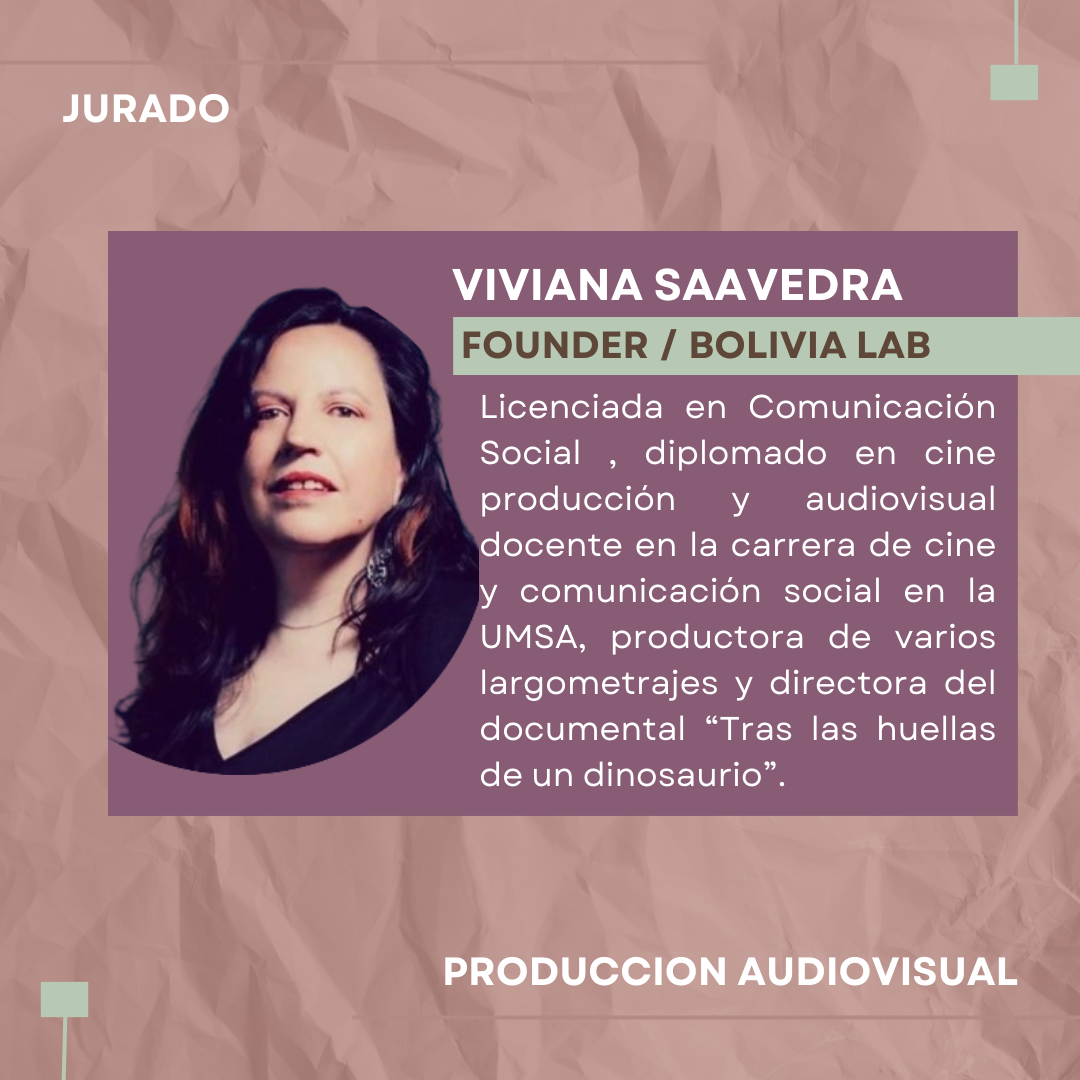 JURADO
VIVIANA SAAVEDRA
FOUNDER / BOLIVIA LAB
Licenciada en Comunicación
Social , diplomado en cine
producción y audiovisual
docente en la carrera de cine
y comunicación social en la
UMSA, productora de varios
largometrajes y directora del
documental “Tras las huellas
de un dinosaurio”.
PRODUCCION AUDIOVISUAL